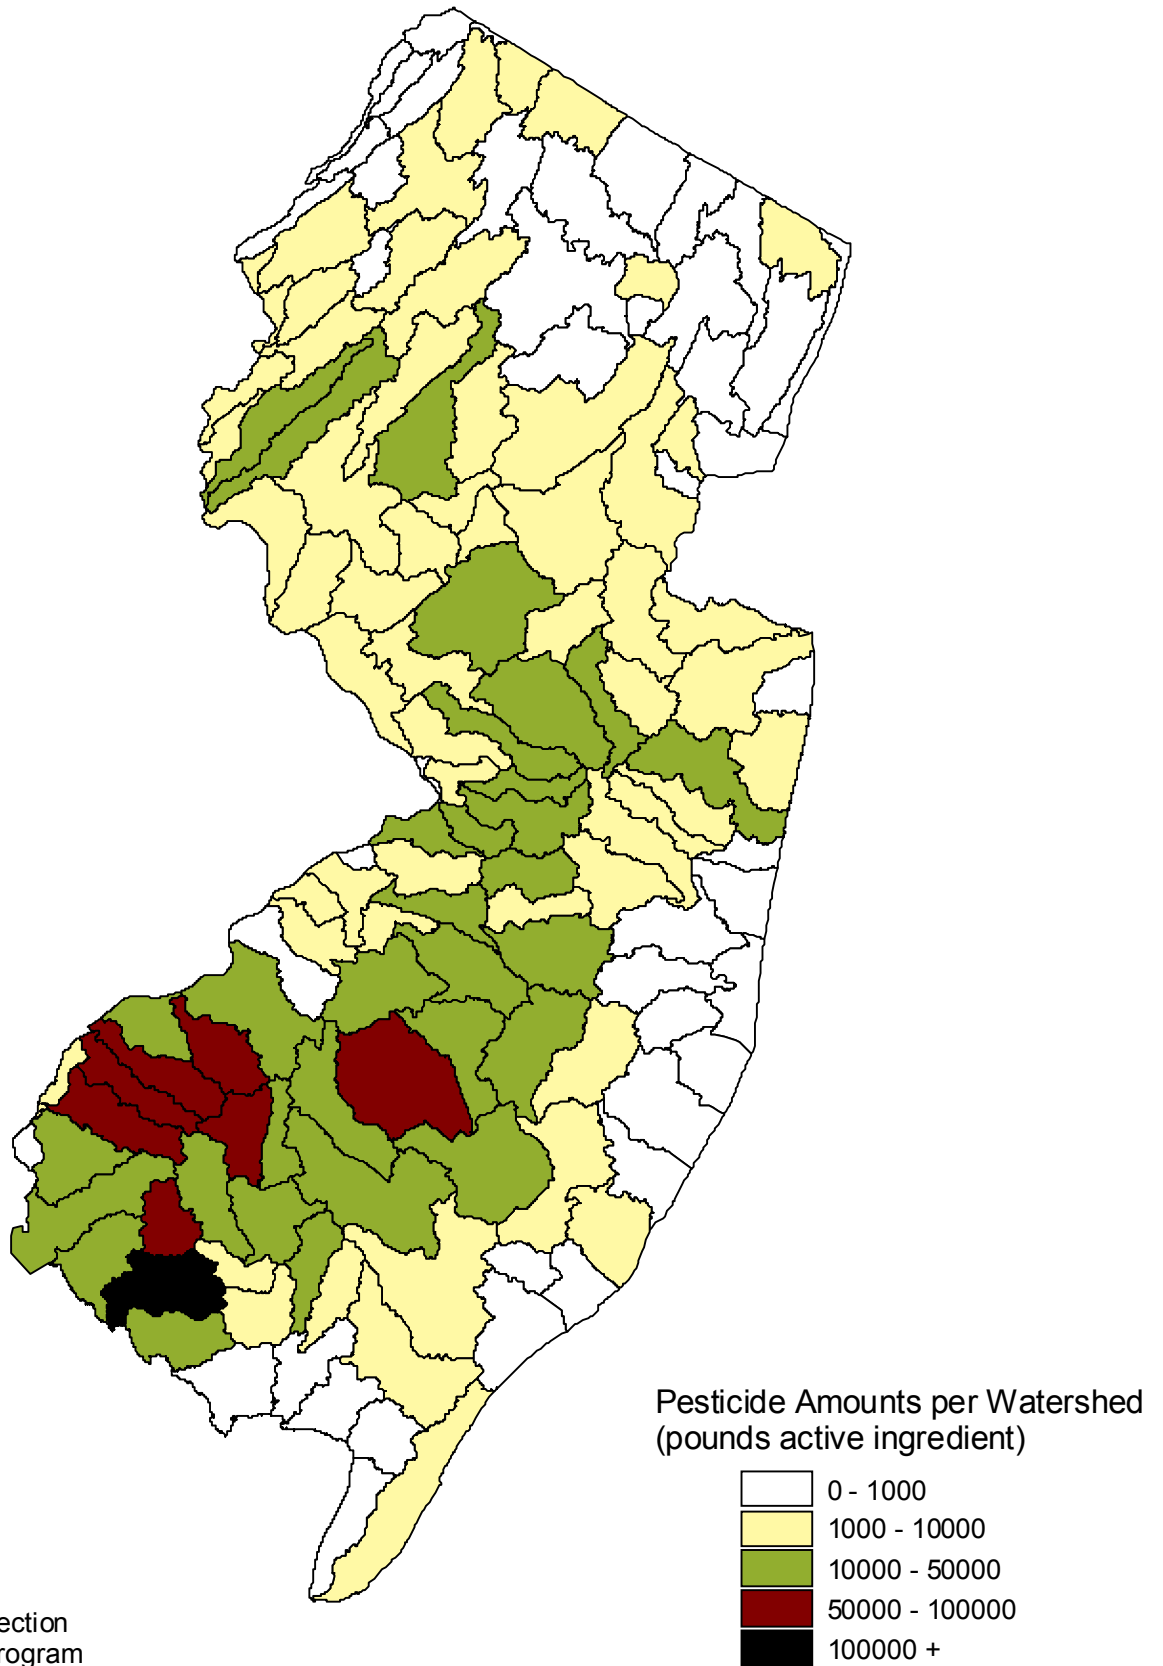 Pesticide Amounts per Watershed
(pounds active ingredient)
0 - 1000
1000 - 10000
10000 - 50000
50000 - 100000
100000 +
ection
rogram